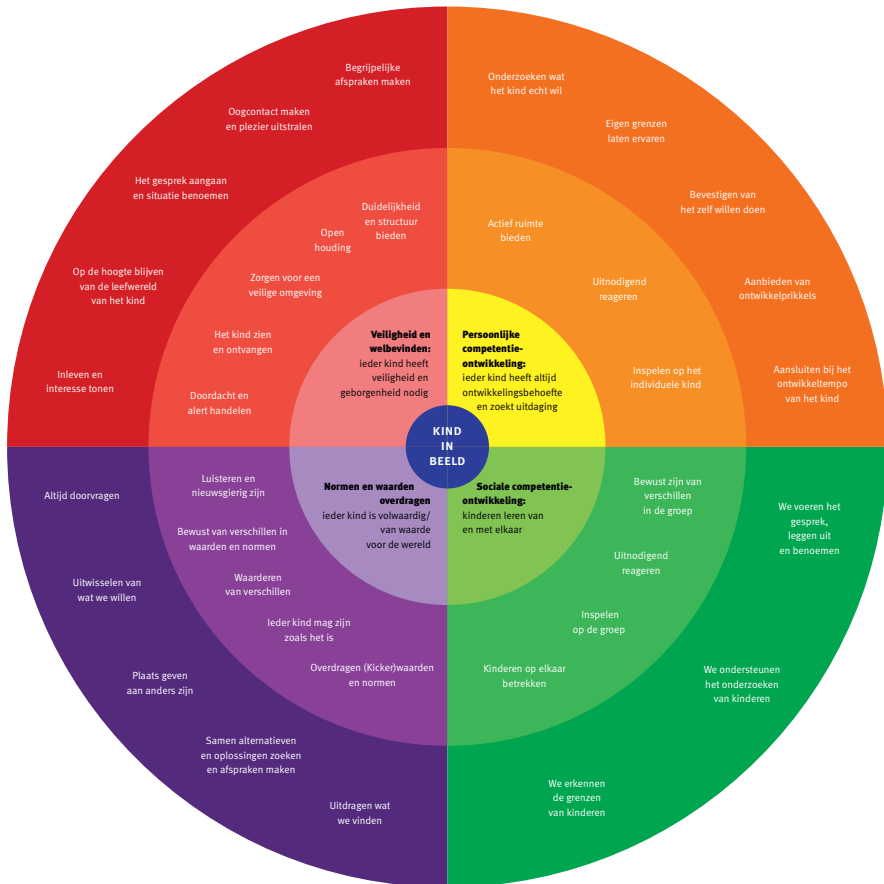 Begrijpelijke
afspraken maken
Oogcontact maken
en plezier uitstralen
Het gesprek aangaan
en situatie benoemen
Op de hoogte blijven
van de leefwereld
van het kind
Inleven en
interesse tonen
Duidelijkheid
en structuur
bieden
Open
houding
Zorgen voor een
veilige omgeving
Het kind zien
en ontvangen
Doordacht en
alert handelen
Veiligheid en
welbevinden:
ieder kind heeft
veiligheid en
geborgenheid nodig
Onderzoeken wat
het kind echt wil
Eigen grenzen
laten ervaren
Bevestigen van
het zelf willen doen
Aanbieden van
ontwikkelprikkels
Aansluiten bij het
ontwikkeltempo
van het kind
Actief ruimte
bieden
Uitnodigend
reageren
Inspelen op het
individuele kind
Persoonlijke
competentie-
ontwikkeling:
ieder kind heeft altijd
ontwikkelingsbehoefte
en zoekt uitdaging
KIND
IN
BEELD
Normen en waarden
overdragen
ieder kind is volwaardig/
van waarde
voor de wereld
Luisteren en
nieuwsgierig zijn
Bewust van verschillen in
waarden en normen
Waarderen
van verschillen
Ieder kind mag zijn
zoals het is
Overdragen (Kicker)waarden
en normen
Altijd doorvragen
Uitwisselen van
wat we willen
Plaats geven
aan anders zijn
Samen alternatieven
en oplossingen zoeken
en afspraken maken
Uitdragen wat
we vinden
Sociale competentie-
ontwikkeling:
kinderen leren van
en met elkaar
Bewust zijn van
verschillen
in de groep
Uitnodigend
reageren
Inspelen
op de groep
Kinderen op elkaar
betrekken
We voeren het
gesprek,
leggen uit
en benoemen
We ondersteunen
het onderzoeken
van kinderen
We erkennen
de grenzen
van kinderen